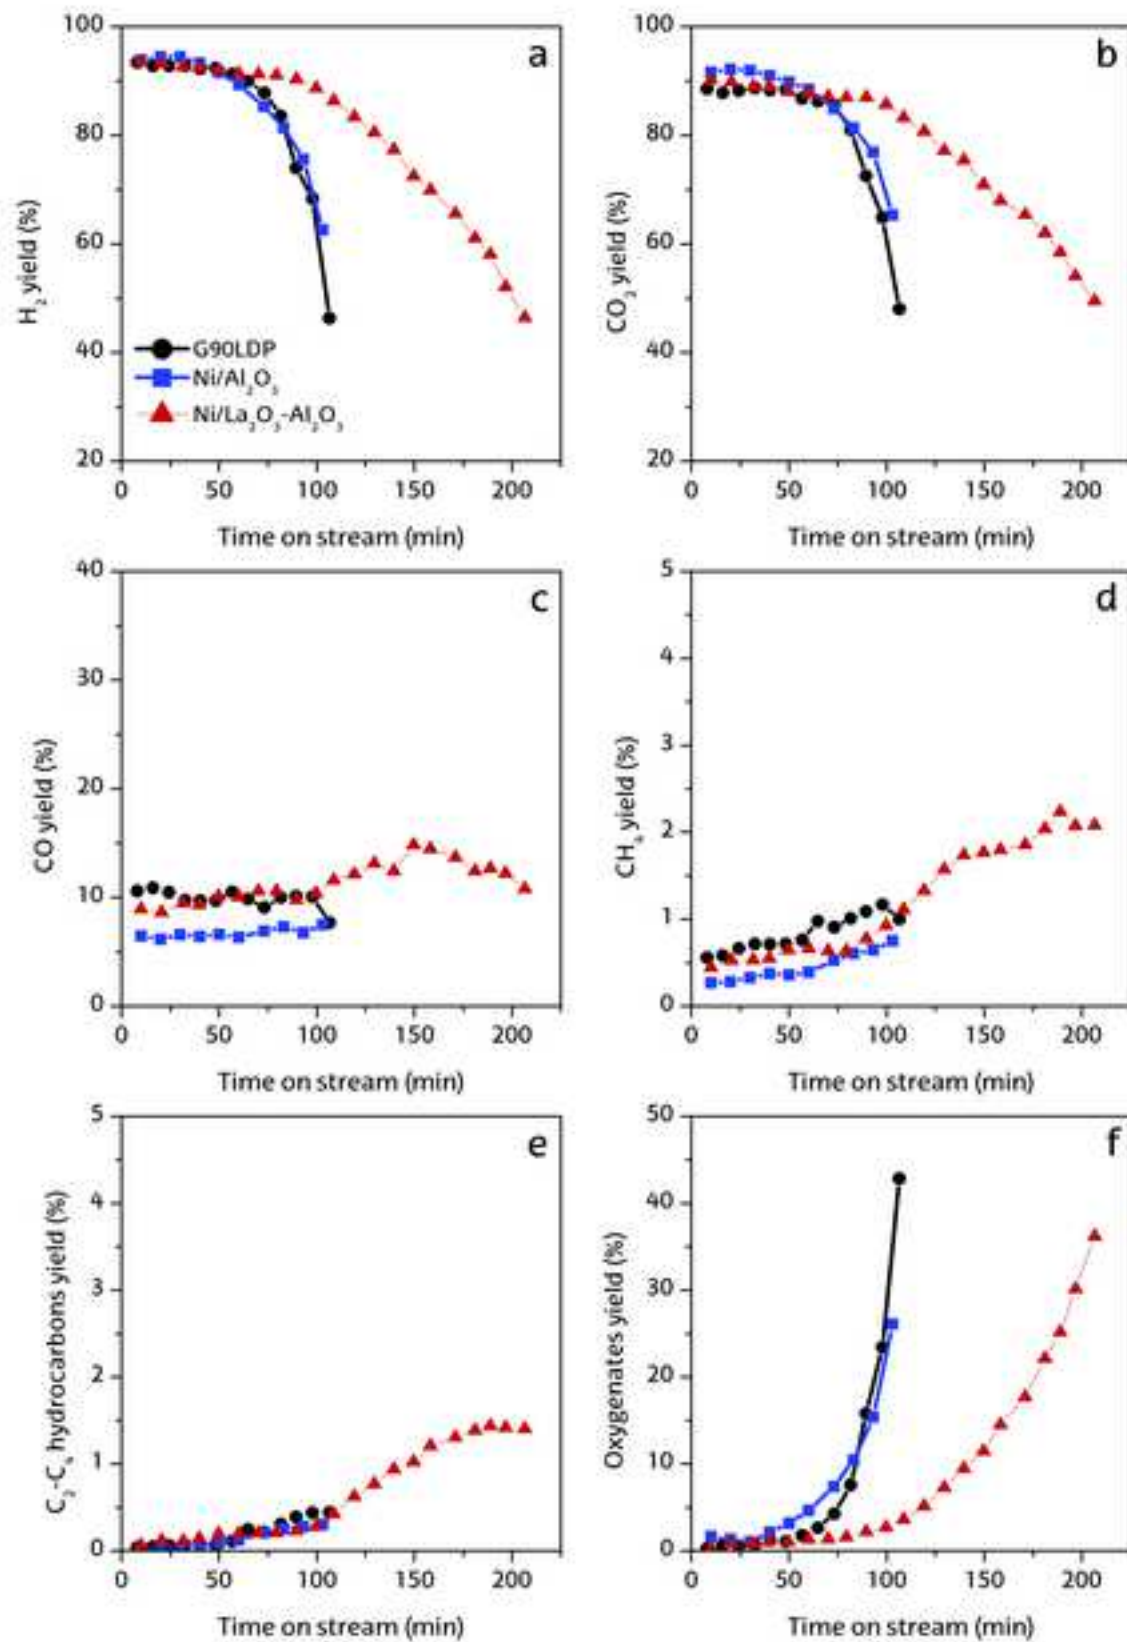 a
100
80
60
40
20
H₂ yield (%)
G90LDP
Ni/Al₂O₃
Ni/La₂O₃-Al₂O₃
0 50 100 150 200
Time on stream (min)
b
100
80
60
40
20
CO₂ yield (%)
0 50 100 150 200
Time on stream (min)
c
40
30
20
10
0
CO yield (%)
0 50 100 150 200
Time on stream (min)
d
5
4
3
2
1
0
CH₄ yield (%)
0 50 100 150 200
Time on stream (min)
e
5
4
3
2
1
0
C₂-C₄ hydrocarbons yield (%)
0 50 100 150 200
Time on stream (min)
f
50
40
30
20
10
0
Oxygenates yield (%)
0 50 100 150 200
Time on stream (min)